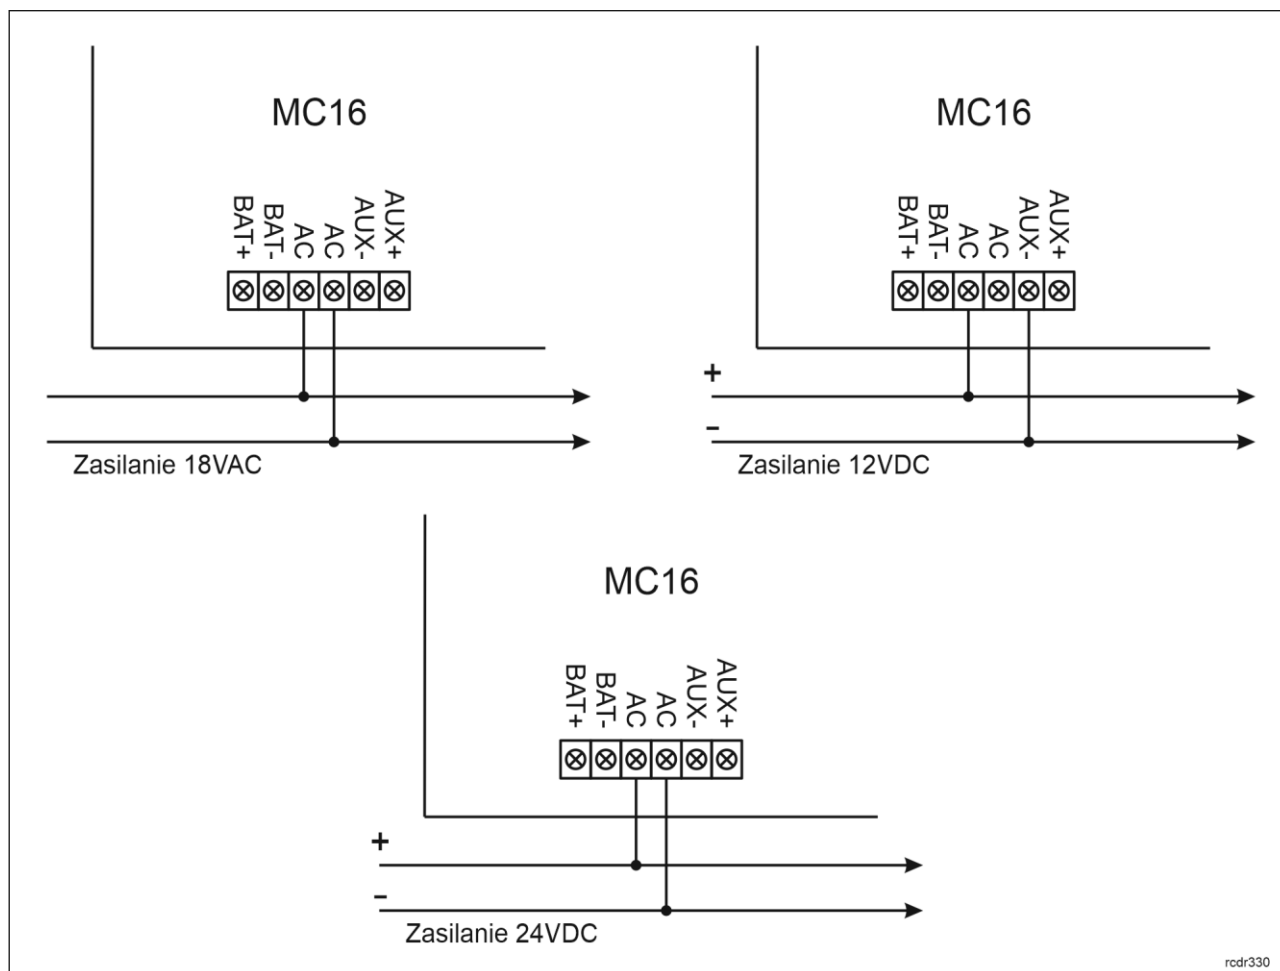 MC16
BAT+
BAT-
AC
AC
AUX-
AUX+
Zasilanie 18VAC
MC16
BAT+
BAT-
AC
AC
AUX-
AUX+
+
-
Zasilanie 12VDC
MC16
BAT+
BAT-
AC
AC
AUX-
AUX+
+
-
Zasilanie 24VDC
rcdr330